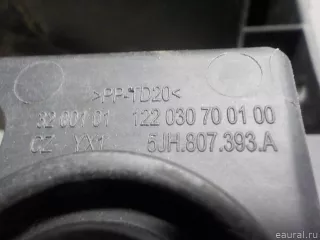 >PP-TD20<
32 601 01 122 030 70 01 00
CZ YX1 5JH.807.393.A
eaural.ru